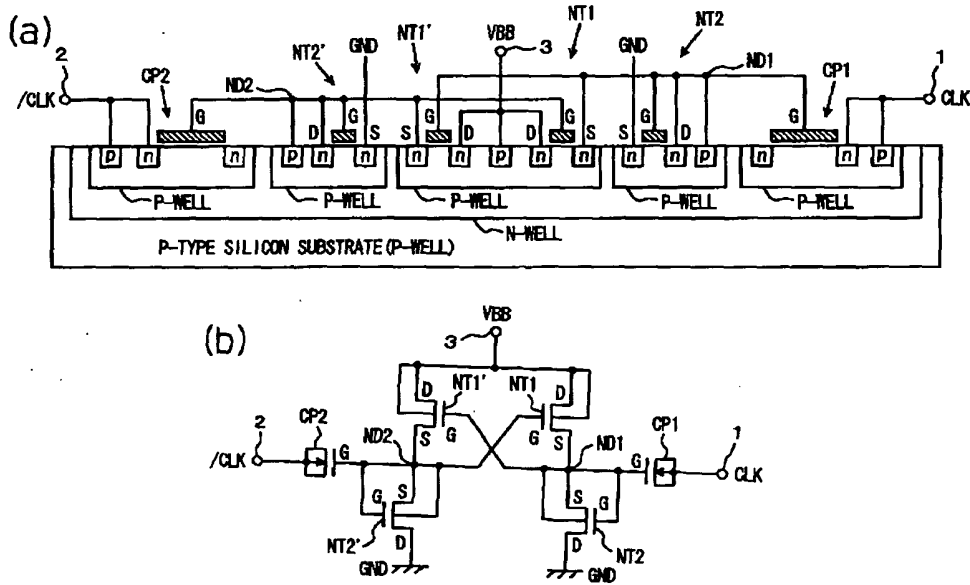 (a)
2
/CLK
CP2
G
ND2
NT2'
D
G
S
GND
NT1'
S
G
D
VBB
3
D
G
S
NT1
GND
S
G
D
NT2
ND1
G
CP1
1
CLK
p n n p n n n n p n n n n p n n p
P-WELL P-WELL P-WELL P-WELL P-WELL
N-WELL
P-TYPE SILICON SUBSTRATE(P-WELL)
(b)
VBB
3
D NT1' NT1 D
S G G S
2 CP2 ND2 ND1 CP1 1
/CLK G G CLK
G S S G
NT2' D D NT2
GND GND